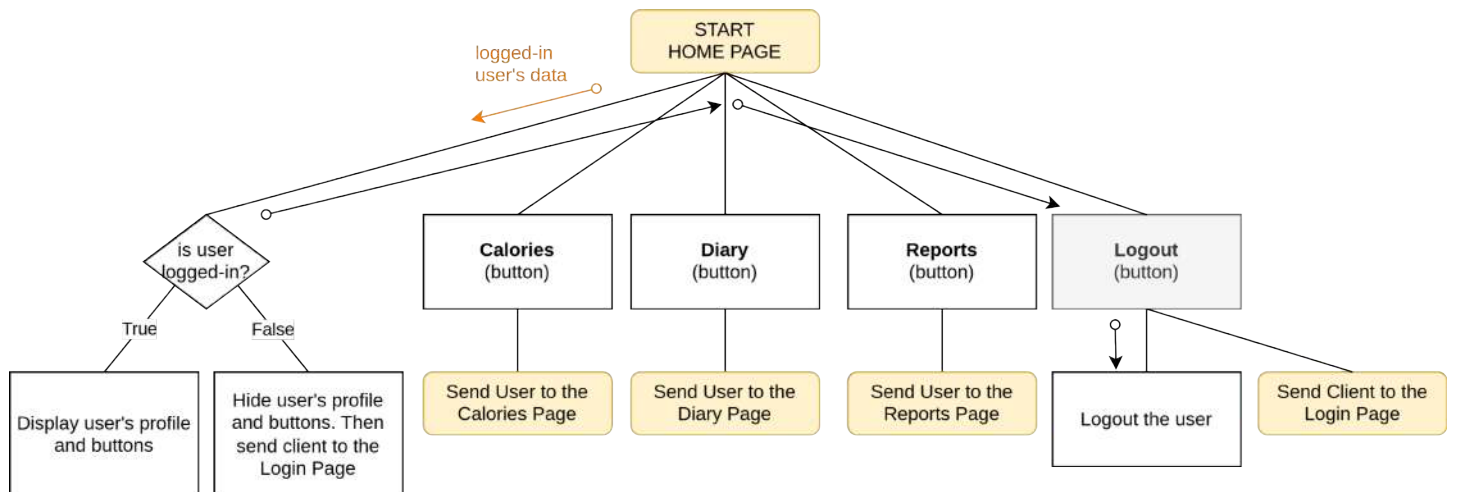 START
HOME PAGE
logged-in
user's data
is user
logged-in?
Calories
(button)
Diary
(button)
Reports
(button)
Logout
(button)
True
False
Display user's profile
and buttons
Hide user's profile
and buttons. Then
send client to the
Login Page
Send User to the
Calories Page
Send User to the
Diary Page
Send User to the
Reports Page
Logout the user
Send Client to the
Login Page